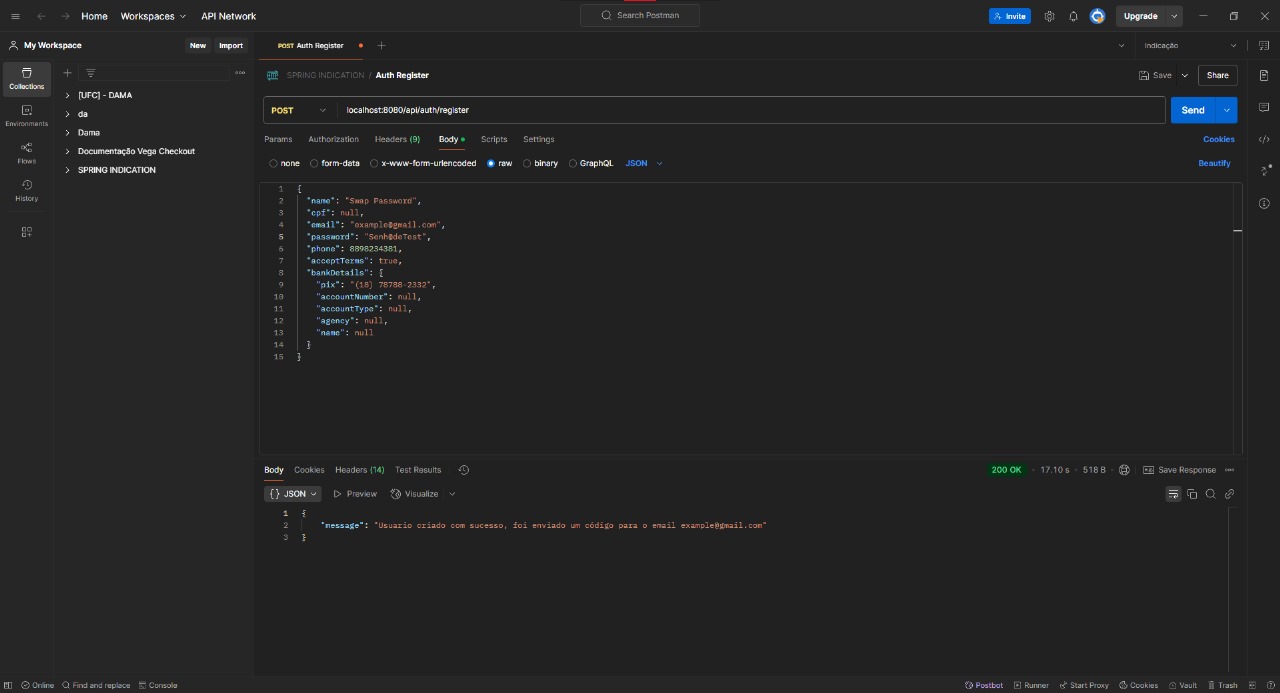 Home Workspaces API Network Search Postman Invite Upgrade
My Workspace New Import POST Auth Register Indicação
Collections
Environments
Flows
History
[UFC] - DAMA
da
Dama
Documentação Vega Checkout
SPRING INDICATION
SPRING INDICATION / Auth Register Save Share
POST localhost:8080/api/auth/register Send
Params Authorization Headers (9) Body Scripts Settings Cookies
none form-data x-www-form-urlencoded raw binary GraphQL JSON Beautify
1 {
2 "name": "Swap Password",
3 "cpf": null,
4 "email": "example@gmail.com",
5 "password": "Senh@deTest",
6 "phone": 8898234381,
7 "acceptTerms": true,
8 "bankDetails": {
9 "pix": "(18) 78788-2332",
10 "accountNumber": null,
11 "accountType": null,
12 "agency": null,
13 "name": null
14 }
15 }
Body Cookies Headers (14) Test Results 200 OK 17.10 s 518 B Save Response
{} JSON Preview Visualize
1 {
2 "message": "Usuario criado com sucesso, foi enviado um código para o email example@gmail.com"
3 }
Online Find and replace Console Postbot Runner Start Proxy Cookies Vault Trash